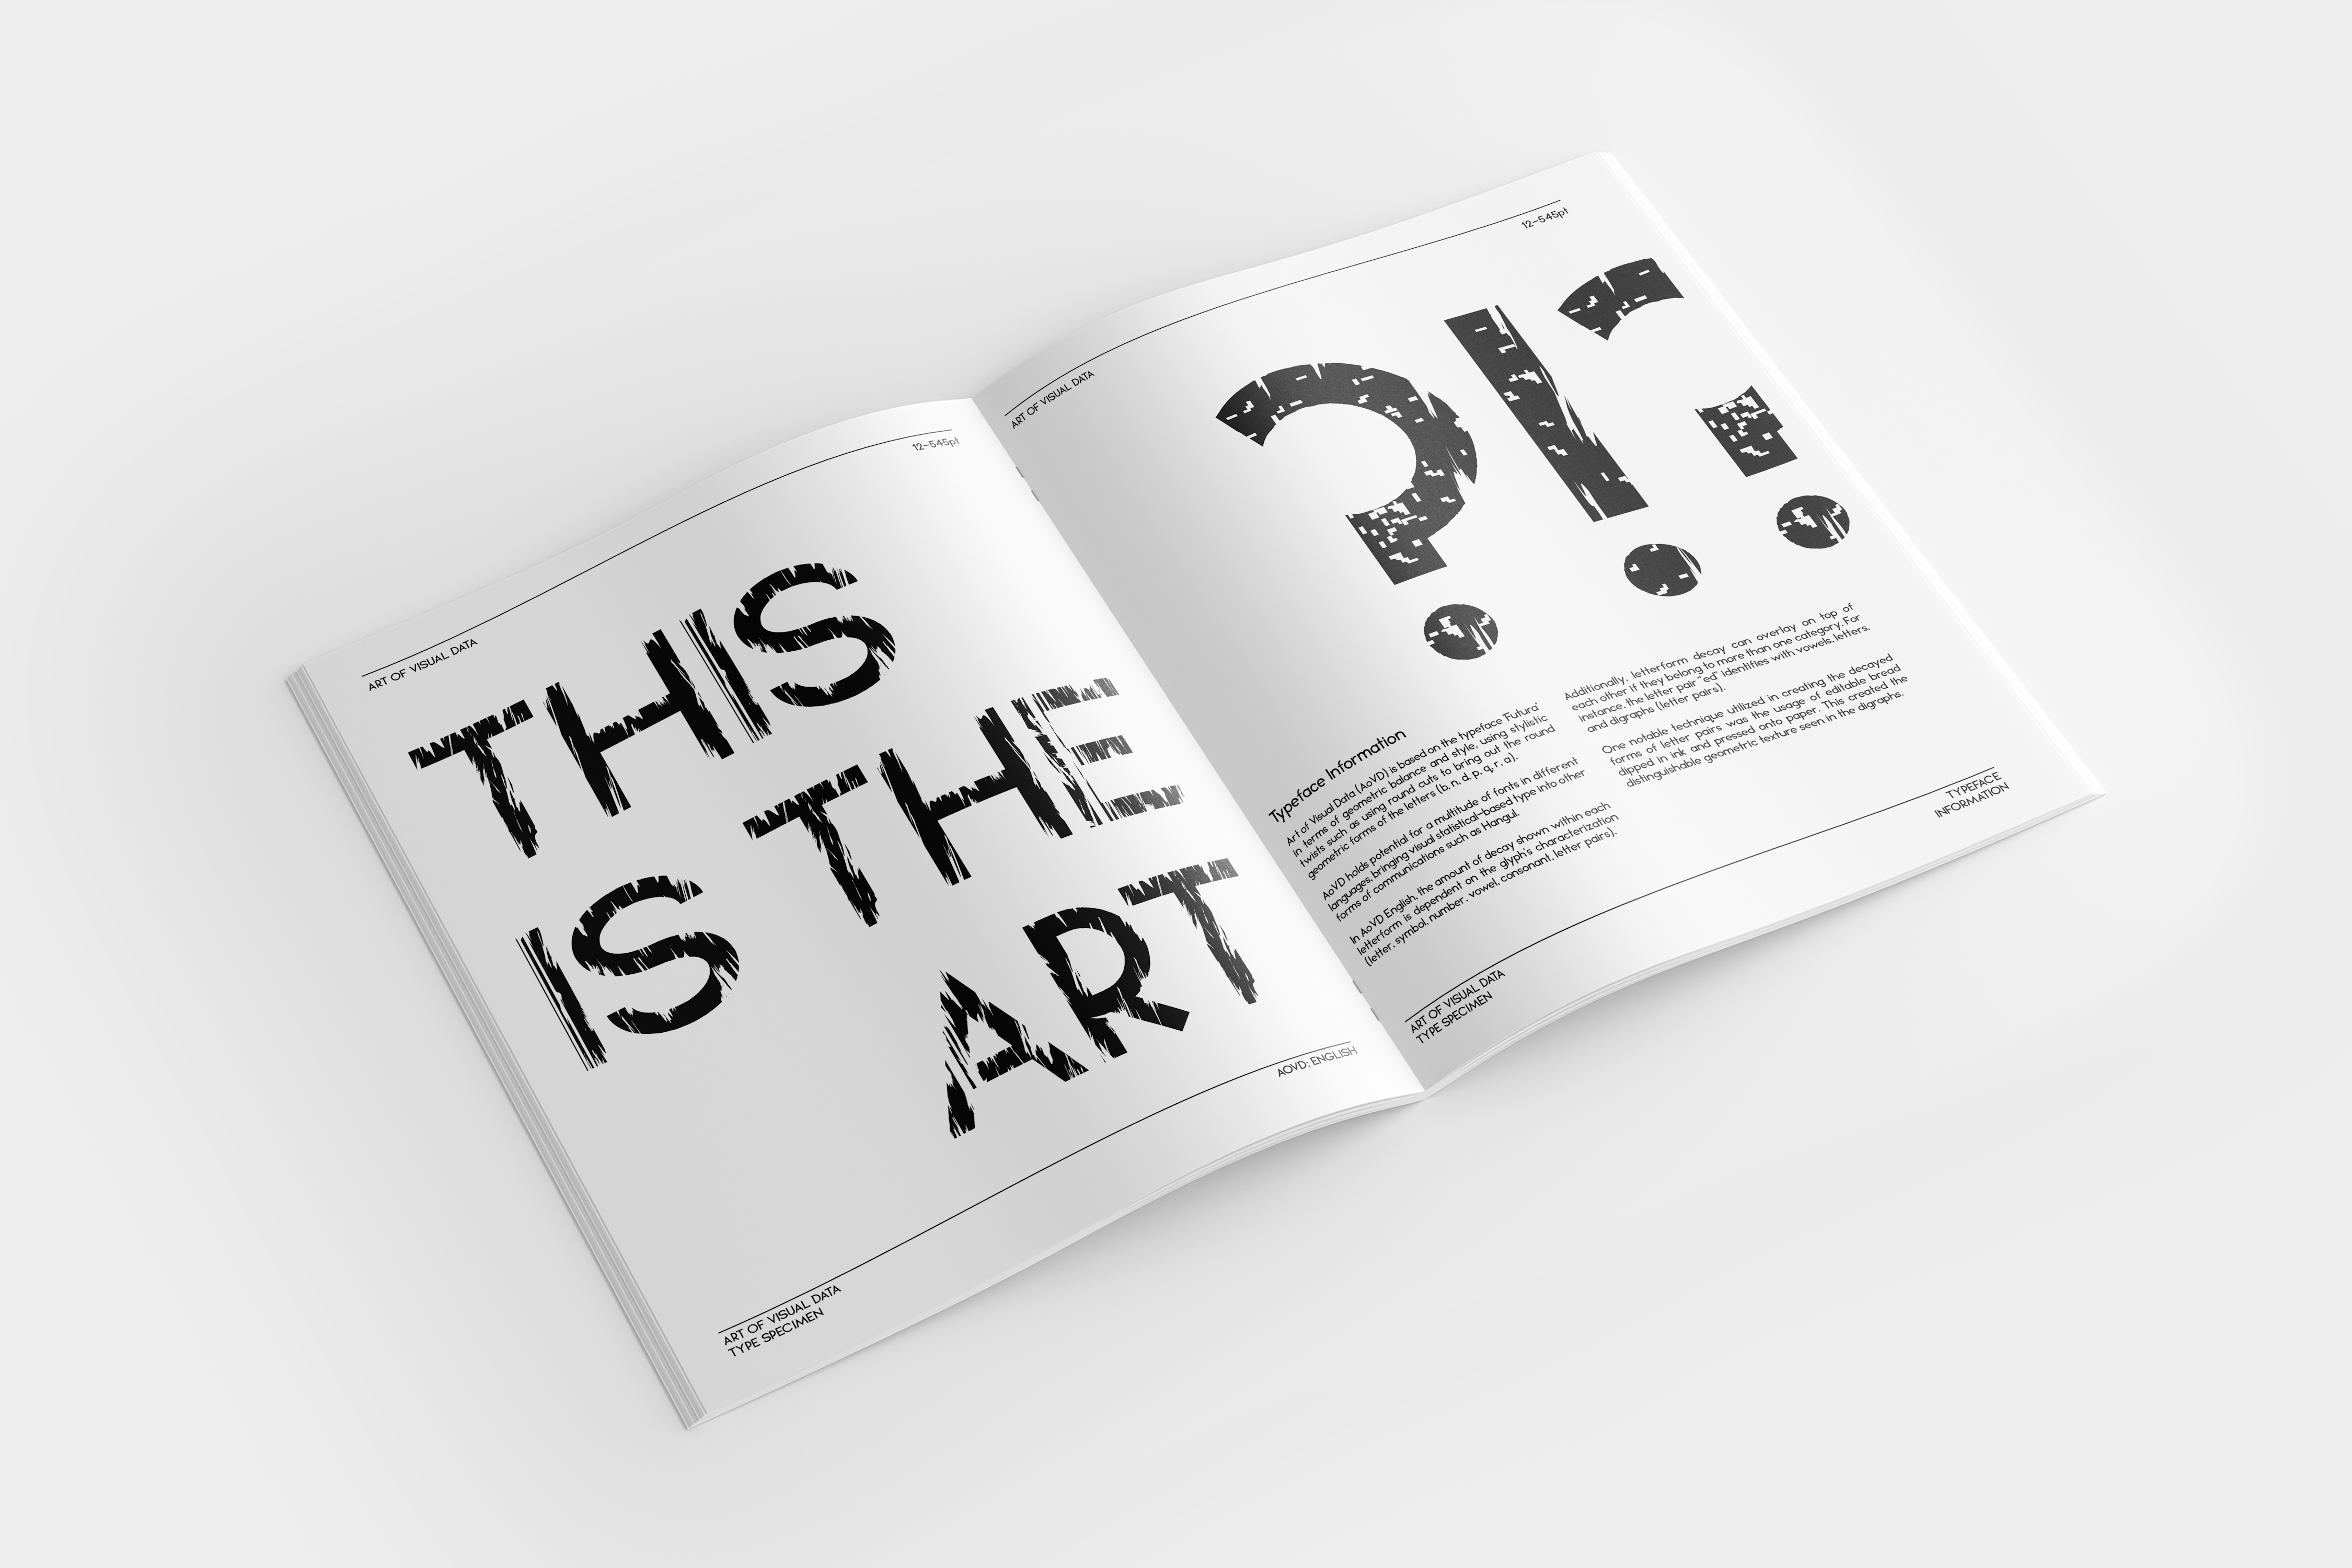 ART OF VISUAL DATA
12–545pt
THIS
THE
IS
ART
AOVD: ENGLISH
ART OF VISUAL DATA
TYPE SPECIMEN
ART OF VISUAL DATA
12–545pt
?!?
Typeface Information
Art of Visual Data (AoVD) is based on the typeface 'Futura'
in terms of geometric balance and style, using stylistic
twists such as using round cuts to bring out the round
geometric forms of the letters (b, n, d, p, q, r, a).
AoVD holds potential for a multitude of fonts in different
languages, bringing visual statistical-based type into other
forms of communications such as Hangul.
In AoVD English, the amount of decay shown within each
letterform is dependent on the glyph's characterization
(letter, symbol, number, vowel, consonant, letter pairs).
Additionally, letterform decay can overlay on top of
each other if they belong to more than one category. For
instance, the letter pair "ed" identifies with vowels, letters,
and digraphs (letter pairs).
One notable technique utilized in creating the decayed
forms of letter pairs was the usage of editable bread
dipped in ink and pressed onto paper. This created the
distinguishable geometric texture seen in the digraphs.
ART OF VISUAL DATA
TYPE SPECIMEN
TYPEFACE
INFORMATION